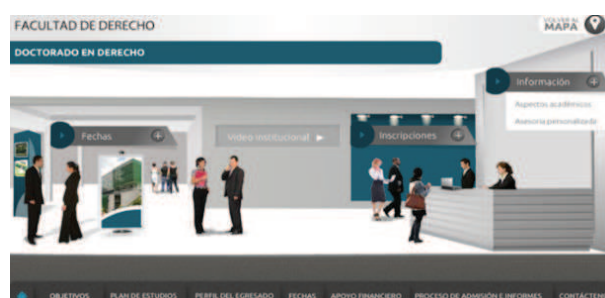 FACULTAD DE DERECHO
VOLVER AL
MAPA
DOCTORADO EN DERECHO
Información
Aspectos académicos
Asesoría personalizada
Fechas
Video institucional
Inscripciones
OBJETIVOS PLAN DE ESTUDIOS PERFIL DEL EGRESADO FECHAS APOYO FINANCIERO PROCESO DE ADMISIÓN E INFORMES CONTÁCTEN